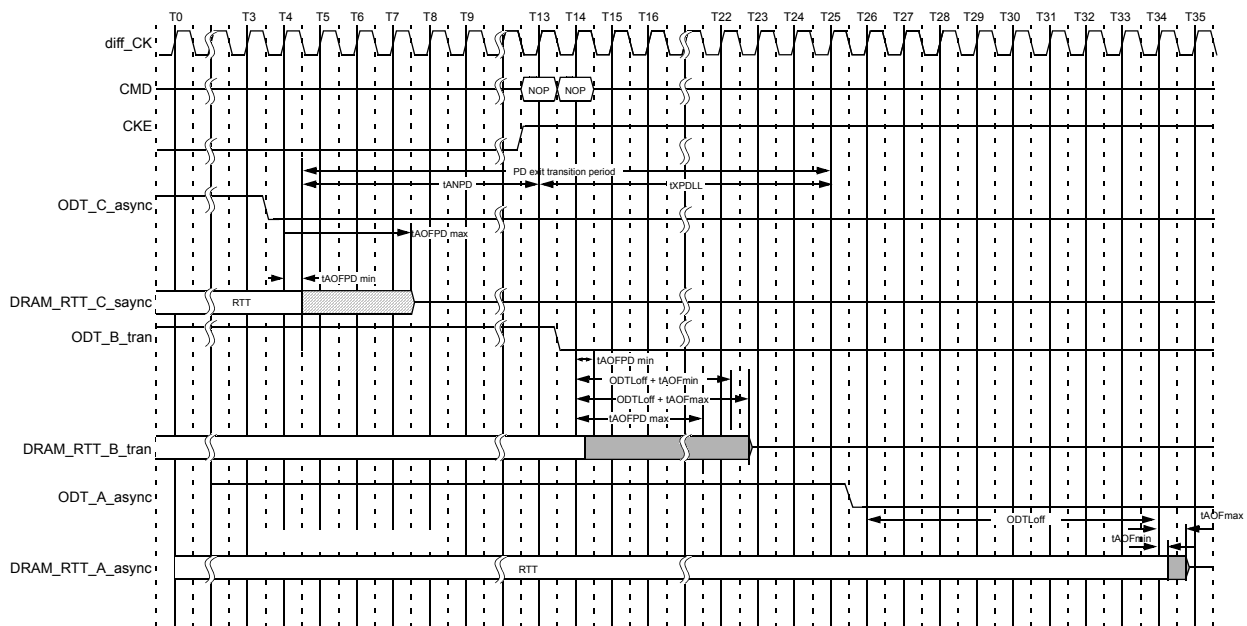 T0 T3 T4 T5 T6 T7 T8 T9 T13 T14 T15 T16 T22 T23 T24 T25 T26 T27 T28 T29 T30 T31 T32 T33 T34 T35
diff_CK
CMD NOP NOP
CKE
PD exit transition period
tANPD tXPDLL
ODT_C_async
tAOFPD max
tAOFPD min
DRAM_RTT_C_sync RTT
ODT_B_tran
tAOFPD min
ODTLoff + tAOFmin
ODTLoff + tAOFmax
tAOFPD max
DRAM_RTT_B_tran
ODT_A_async
ODTLoff tAOFmax
tAOFmin
DRAM_RTT_A_async RTT